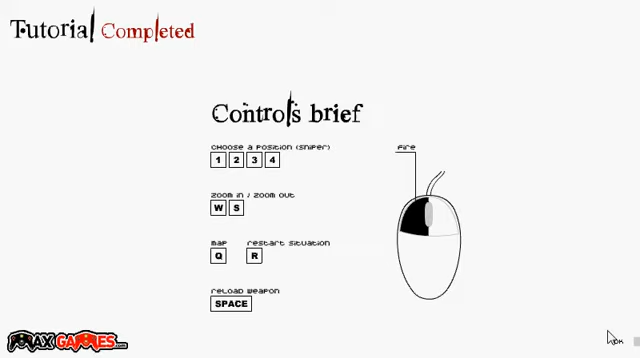 Tutorial Completed
Controls brief
choose a position (sniper)
1 2 3 4
fire
zoom in / zoom out
W S
map restart situation
Q R
reload weapon
SPACE
MAXGAMES.com
OK